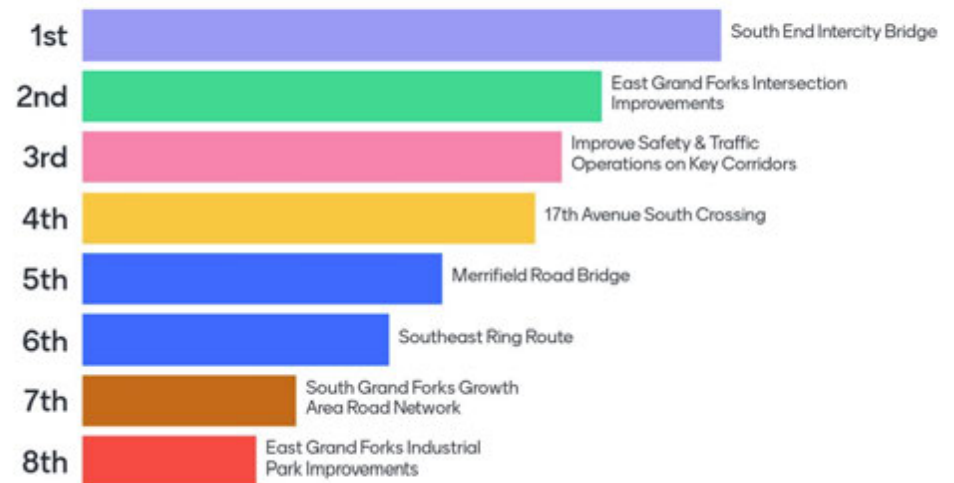 1st
South End Intercity Bridge
2nd
East Grand Forks Intersection
Improvements
3rd
Improve Safety & Traffic
Operations on Key Corridors
4th
17th Avenue South Crossing
5th
Merrifield Road Bridge
6th
Southeast Ring Route
7th
South Grand Forks Growth
Area Road Network
8th
East Grand Forks Industrial
Park Improvements